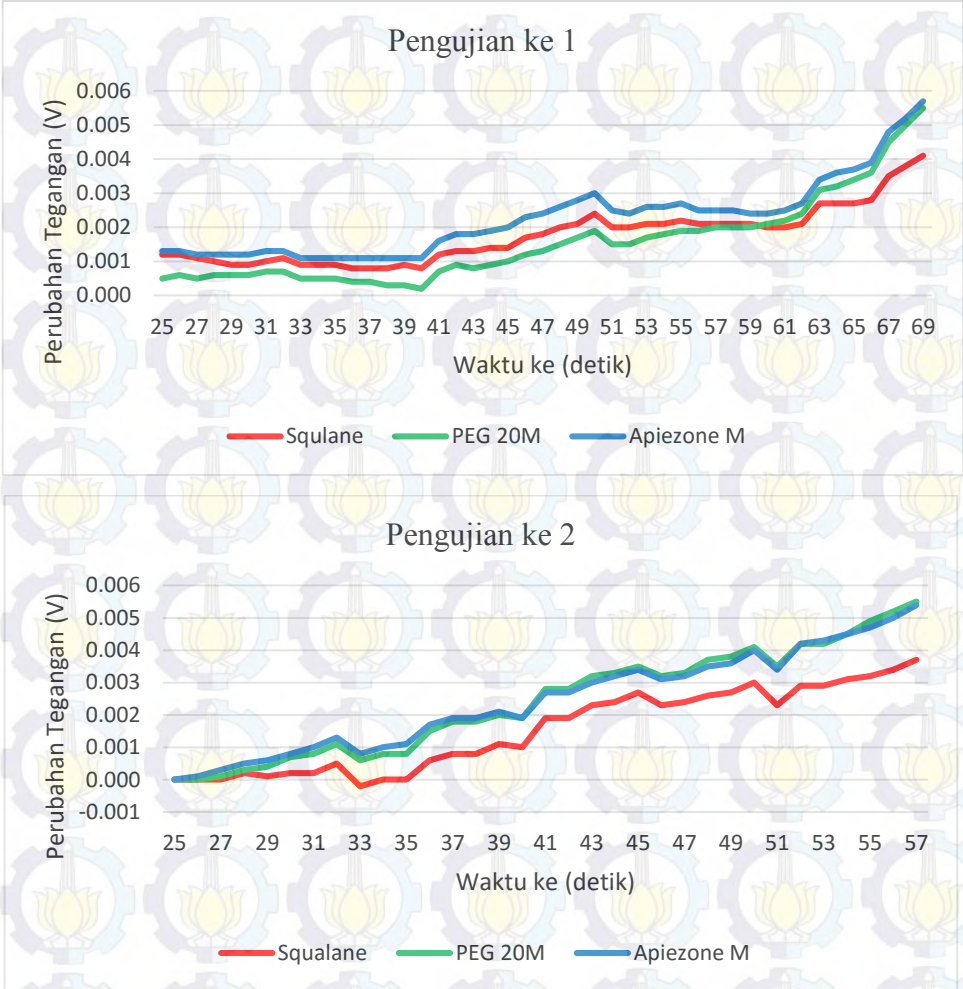 Pengujian ke 1
Perubahan Tegangan (V)
0.006
0.005
0.004
0.003
0.002
0.001
0.000
25 27 29 31 33 35 37 39 41 43 45 47 49 51 53 55 57 59 61 63 65 67 69
Waktu ke (detik)
Squlane PEG 20M Apiezone M
Pengujian ke 2
Perubahan Tegangan (V)
0.006
0.005
0.004
0.003
0.002
0.001
0.000
-0.001
25 27 29 31 33 35 37 39 41 43 45 47 49 51 53 55 57
Waktu ke (detik)
Squalane PEG 20M Apiezone M